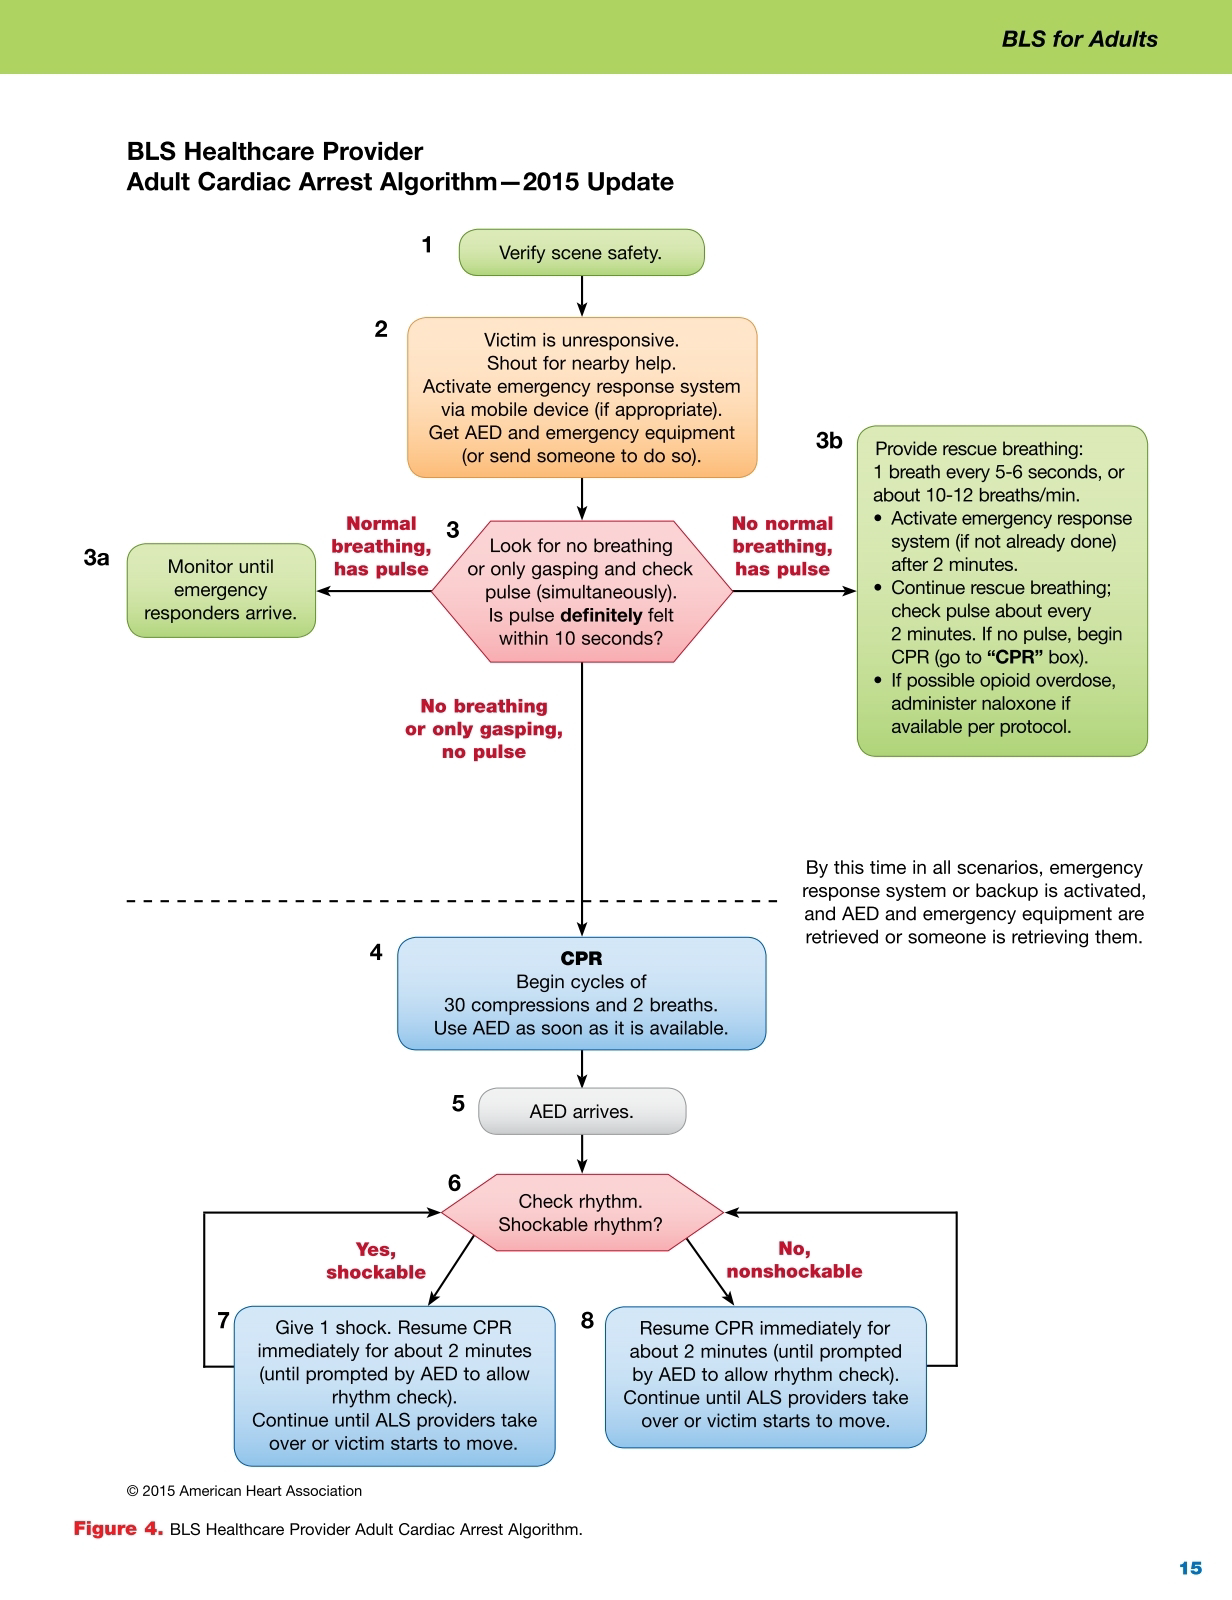 BLS for Adults
BLS Healthcare Provider
Adult Cardiac Arrest Algorithm—2015 Update
1
Verify scene safety.
2
Victim is unresponsive.
Shout for nearby help.
Activate emergency response system
via mobile device (if appropriate).
Get AED and emergency equipment
(or send someone to do so).
3
Look for no breathing
or only gasping and check
pulse (simultaneously).
Is pulse definitely felt
within 10 seconds?
Normal
breathing,
has pulse
3a
Monitor until
emergency
responders arrive.
No normal
breathing,
has pulse
3b
Provide rescue breathing:
1 breath every 5-6 seconds, or
about 10-12 breaths/min.
• Activate emergency response
system (if not already done)
after 2 minutes.
• Continue rescue breathing;
check pulse about every
2 minutes. If no pulse, begin
CPR (go to “CPR” box).
• If possible opioid overdose,
administer naloxone if
available per protocol.
No breathing
or only gasping,
no pulse
By this time in all scenarios, emergency
response system or backup is activated,
and AED and emergency equipment are
retrieved or someone is retrieving them.
4
CPR
Begin cycles of
30 compressions and 2 breaths.
Use AED as soon as it is available.
5
AED arrives.
6
Check rhythm.
Shockable rhythm?
Yes,
shockable
No,
nonshockable
7
Give 1 shock. Resume CPR
immediately for about 2 minutes
(until prompted by AED to allow
rhythm check).
Continue until ALS providers take
over or victim starts to move.
8
Resume CPR immediately for
about 2 minutes (until prompted
by AED to allow rhythm check).
Continue until ALS providers take
over or victim starts to move.
© 2015 American Heart Association
Figure 4. BLS Healthcare Provider Adult Cardiac Arrest Algorithm.
15